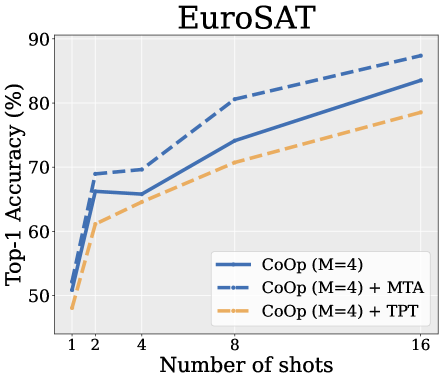 EuroSAT
Top-1 Accuracy (%)
90
80
70
60
50
CoOp (M=4)
CoOp (M=4) + MTA
CoOp (M=4) + TPT
1 2 4 8 16
Number of shots